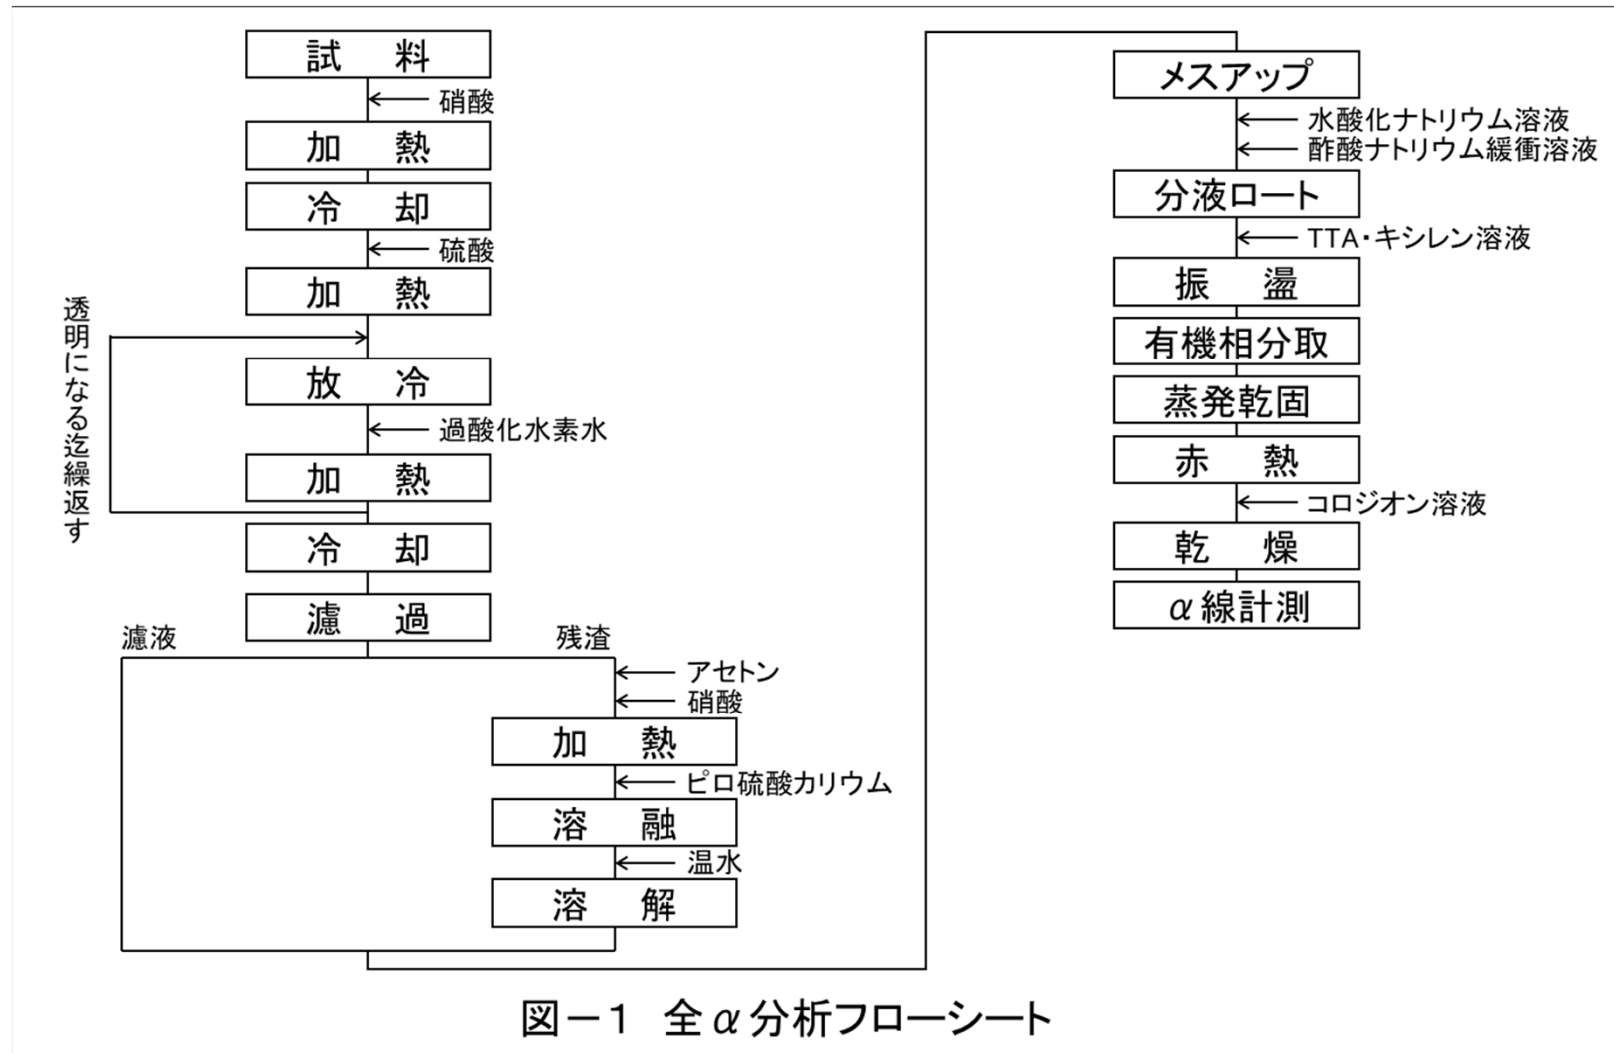 試　料
硝酸
加　熱
冷　却
硫酸
加　熱
透明になる迄繰返す
放　冷
過酸化水素水
加　熱
冷　却
濾　過
濾液
残渣
アセトン
硝酸
加　熱
ピロ硫酸カリウム
溶　融
温水
溶　解
メスアップ
水酸化ナトリウム溶液
酢酸ナトリウム緩衝溶液
分液ロート
TTA・キシレン溶液
振　盪
有機相分取
蒸発乾固
赤　熱
コロジオン溶液
乾　燥
α線計測
図－１　全α分析フローシート